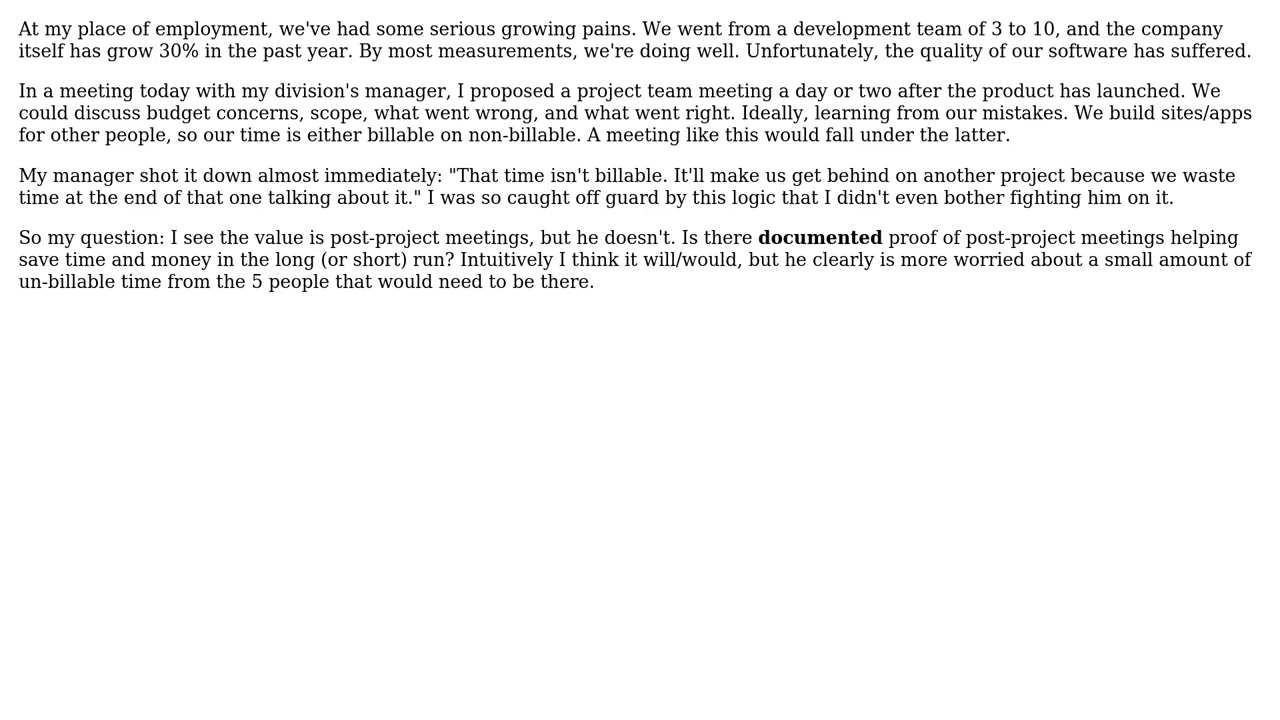 At my place of employment, we've had some serious growing pains. We went from a development team of 3 to 10, and the company
itself has grow 30% in the past year. By most measurements, we're doing well. Unfortunately, the quality of our software has suffered.
In a meeting today with my division's manager, I proposed a project team meeting a day or two after the product has launched. We
could discuss budget concerns, scope, what went wrong, and what went right. Ideally, learning from our mistakes. We build sites/apps
for other people, so our time is either billable on non-billable. A meeting like this would fall under the latter.
My manager shot it down almost immediately: "That time isn't billable. It'll make us get behind on another project because we waste
time at the end of that one talking about it." I was so caught off guard by this logic that I didn't even bother fighting him on it.
So my question: I see the value is post-project meetings, but he doesn't. Is there documented proof of post-project meetings helping
save time and money in the long (or short) run? Intuitively I think it will/would, but he clearly is more worried about a small amount of
un-billable time from the 5 people that would need to be there.